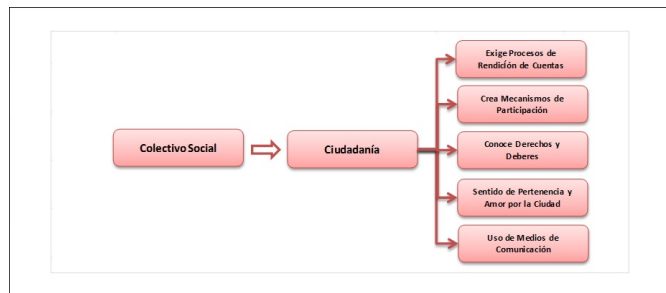 Exige Procesos de
Rendición de Cuentas
Crea Mecanismos de
Participación
Colectivo Social
Ciudadanía
Conoce Derechos y
Deberes
Sentido de Pertenencia y
Amor por la Ciudad
Uso de Medios de
Comunicación